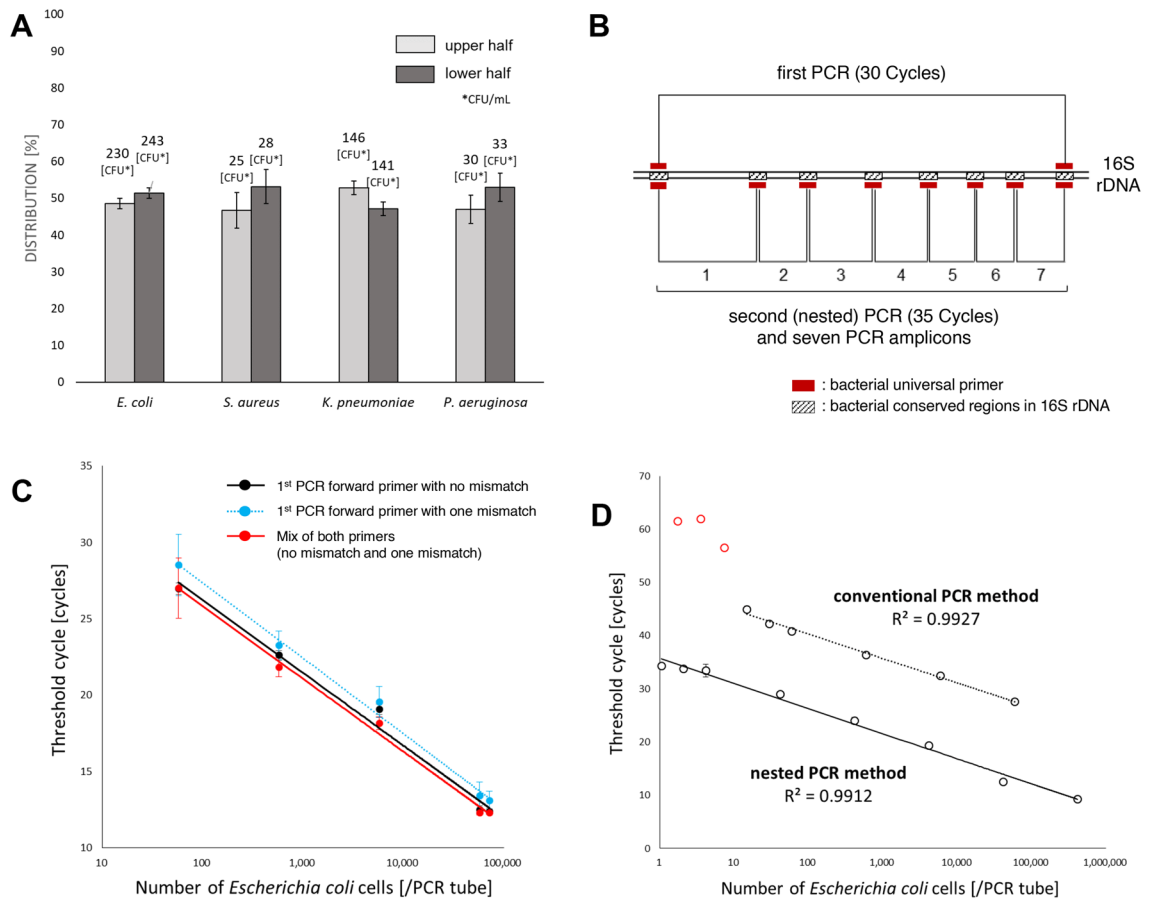 A
100
90
80
70
60
50
40
30
20
10
0
DISTRIBUTION [%]
upper half
lower half
*CFU/mL
230
[CFU*]
243
[CFU*]
25
[CFU*]
28
[CFU*]
146
[CFU*]
141
[CFU*]
30
[CFU*]
33
[CFU*]
E. coli
S. aureus
K. pneumoniae
P. aeruginosa
B
first PCR (30 Cycles)
16S
rDNA
1 2 3 4 5 6 7
second (nested) PCR (35 Cycles)
and seven PCR amplicons
: bacterial universal primer
: bacterial conserved regions in 16S rDNA
C
35
30
25
20
15
10
Threshold cycle [cycles]
1st PCR forward primer with no mismatch
1st PCR forward primer with one mismatch
Mix of both primers
(no mismatch and one mismatch)
10 100 1,000 10,000 100,000
Number of Escherichia coli cells [/PCR tube]
D
70
60
50
40
30
20
10
0
Threshold cycle [cycles]
conventional PCR method
R² = 0.9927
nested PCR method
R² = 0.9912
1 10 100 1,000 10,000 100,000 1,000,000
Number of Escherichia coli cells [/PCR tube]